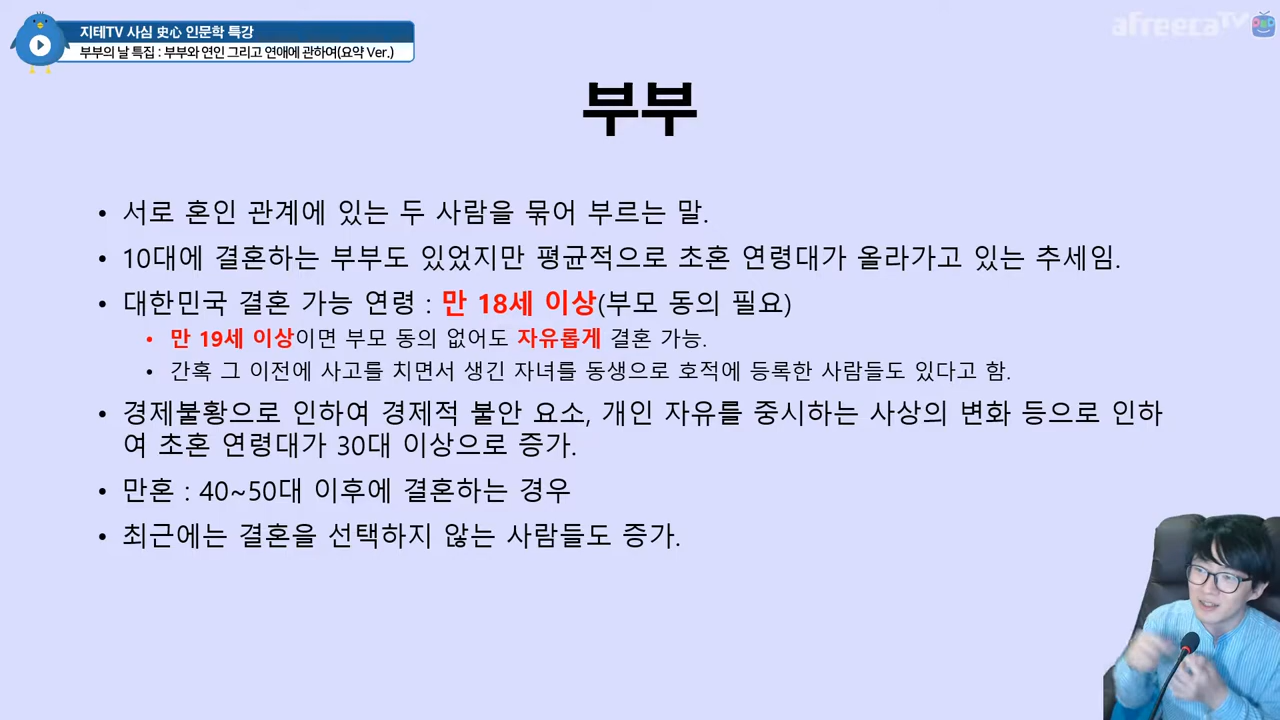 지테TV 사심 史心 인문학 특강
부부의 날 특집 : 부부와 연인 그리고 연애에 관하여(요약 Ver.)
afreecaTV
부부
• 서로 혼인 관계에 있는 두 사람을 묶어 부르는 말.
• 10대에 결혼하는 부부도 있었지만 평균적으로 초혼 연령대가 올라가고 있는 추세임.
• 대한민국 결혼 가능 연령 : 만 18세 이상(부모 동의 필요)
• 만 19세 이상이면 부모 동의 없어도 자유롭게 결혼 가능.
• 간혹 그 이전에 사고를 치면서 생긴 자녀를 동생으로 호적에 등록한 사람들도 있다고 함.
• 경제불황으로 인하여 경제적 불안 요소, 개인 자유를 중시하는 사상의 변화 등으로 인하
여 초혼 연령대가 30대 이상으로 증가.
• 만혼 : 40~50대 이후에 결혼하는 경우
• 최근에는 결혼을 선택하지 않는 사람들도 증가.